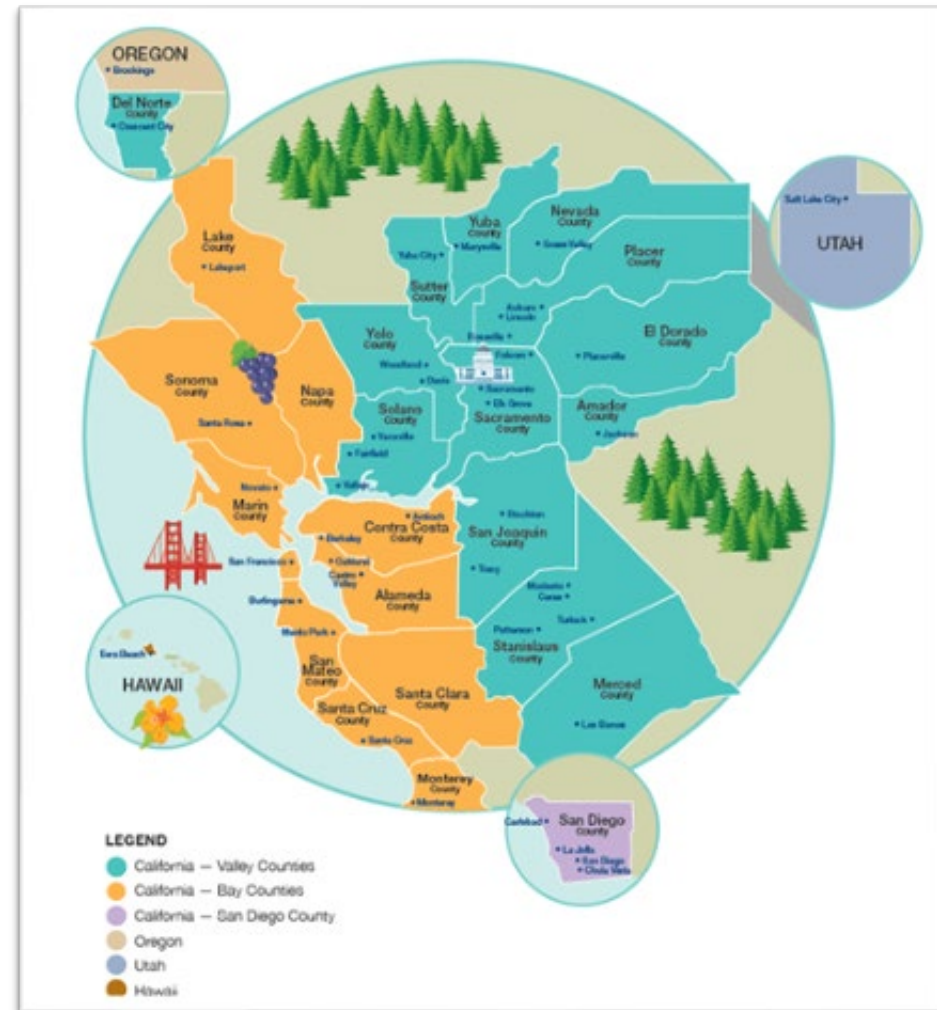 OREGON
Brookings
Del Norte
County
Crescent City
Lake
County
Lakeport
Yuba
County
Marysville
Nevada
County
Grass Valley
Yuba City
Placer
County
Salt Lake City
UTAH
Sutter
County
Auburn
Lincoln
Roseville
El Dorado
County
Placerville
Folsom
Yolo
County
Woodland
Davis
Sacramento
Elk Grove
Sacramento
County
Sonoma
County
Napa
County
Santa Rosa
Solano
County
Vacaville
Fairfield
Vallejo
Amador
County
Jackson
Novato
Marin
County
Antioch
Contra Costa
County
Berkeley
Stockton
San Joaquin
County
San Francisco
Oakland
Castro
Valley
Tracy
Alameda
County
Modesto
Ceres
Burlingame
Turlock
Menlo Park
Patterson
Stanislaus
County
HAWAII
San
Mateo
County
Santa Clara
County
Merced
County
Santa Cruz
County
Los Banos
Santa Cruz
Monterey
County
Monterey
Carlsbad
San Diego
County
La Jolla
San Diego
Chula Vista
LEGEND
California — Valley Counties
California — Bay Counties
California — San Diego County
Oregon
Utah
Hawaii